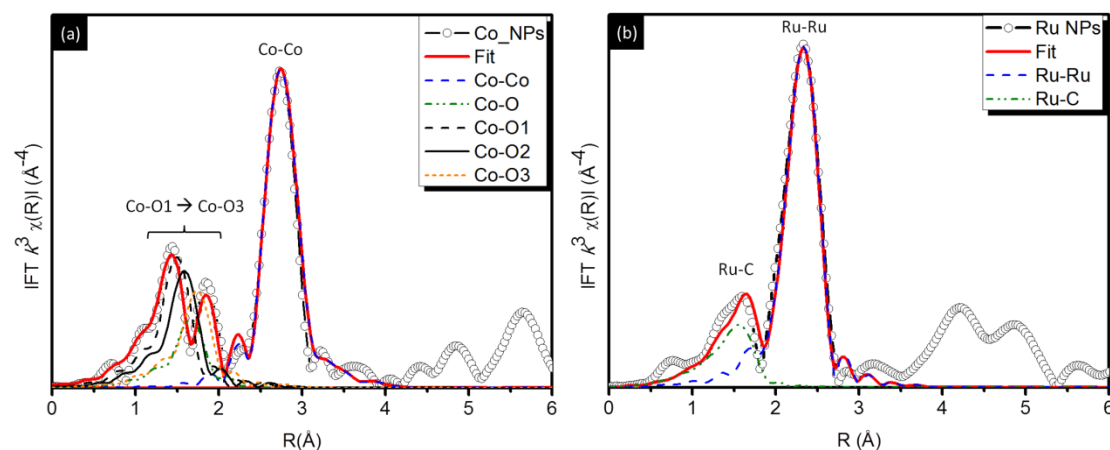 (a)
Co-Co
Co_NPs
Fit
Co-Co
Co-O
Co-O1
Co-O2
Co-O3
Co-O1 → Co-O3
|FT k³ χ(R)| (Å⁻⁴)
0 1 2 3 4 5 6
R(Å)
(b)
Ru-Ru
Ru NPs
Fit
Ru-Ru
Ru-C
Ru-C
|FT k³ χ(R)| (Å⁻⁴)
0 1 2 3 4 5 6
R (Å)